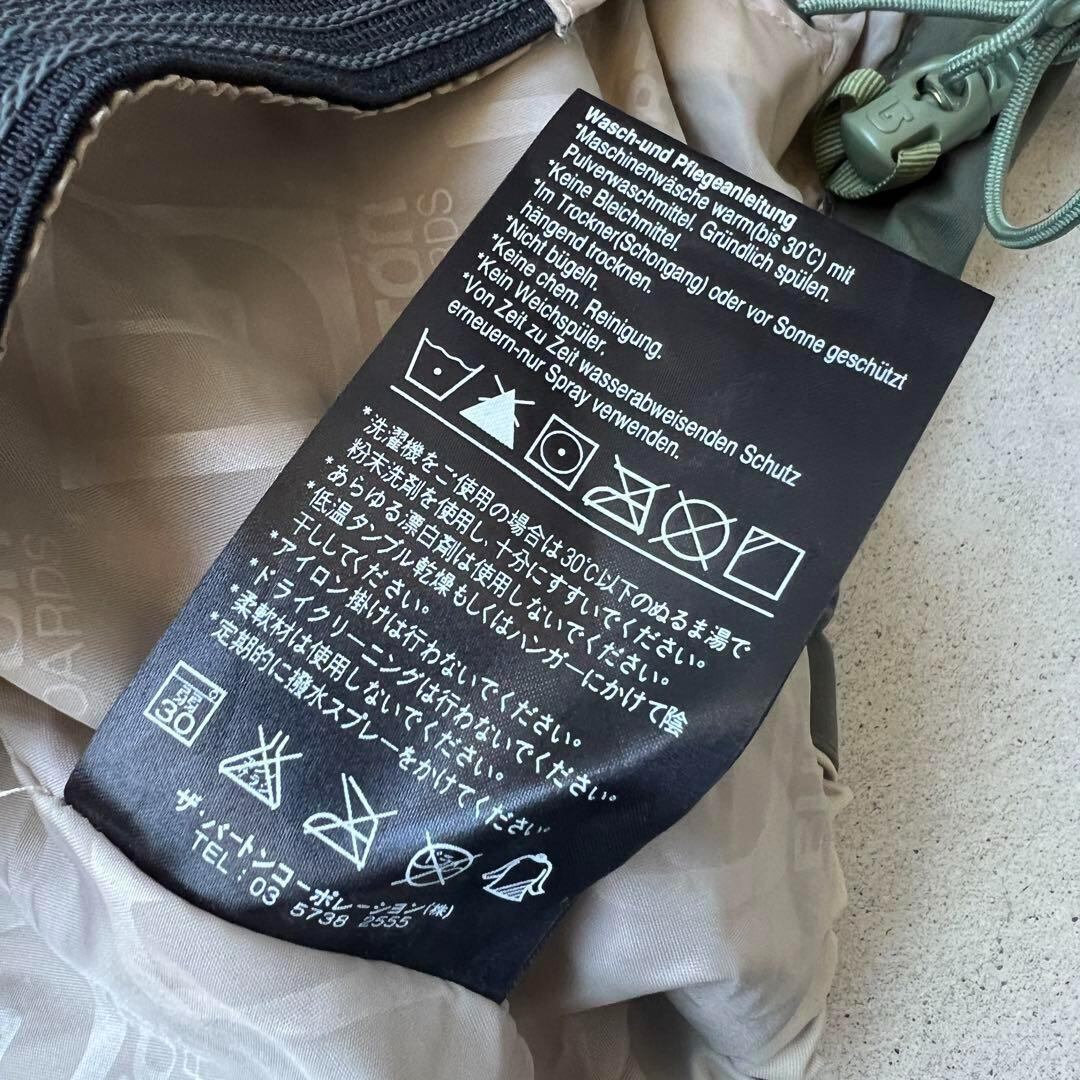 Wasch-und Pflegeanleitung
*Maschinenwäsche warm(bis 30℃) mit
Pulverwaschmittel. Gründlich spülen.
*Keine Bleichmittel.
*Im Trockner(Schongang) oder vor Sonne geschützt
hängend trocknen.
*Nicht bügeln.
*Keine chem. Reinigung.
*Kein Weichspüler.
*Von Zeit zu Zeit wasserabweisenden Schutz
erneuern-nur Spray verwenden.
*洗濯機をご使用の場合は30℃以下のぬるま湯で
粉末洗剤を使用し、十分にすすいでください。
*あらゆる漂白剤は使用しないでください。
*低温タンブル乾燥もしくはハンガーにかけて陰
干ししてください。
*アイロン掛けは行わないでください。
*ドライクリーニングは行わないでください。
*柔軟材は使用しないでください。
*定期的に撥水スプレーをかけてください。
弱
30
ザ・バートンコーポレーション(株)
TEL:03 5738 2555